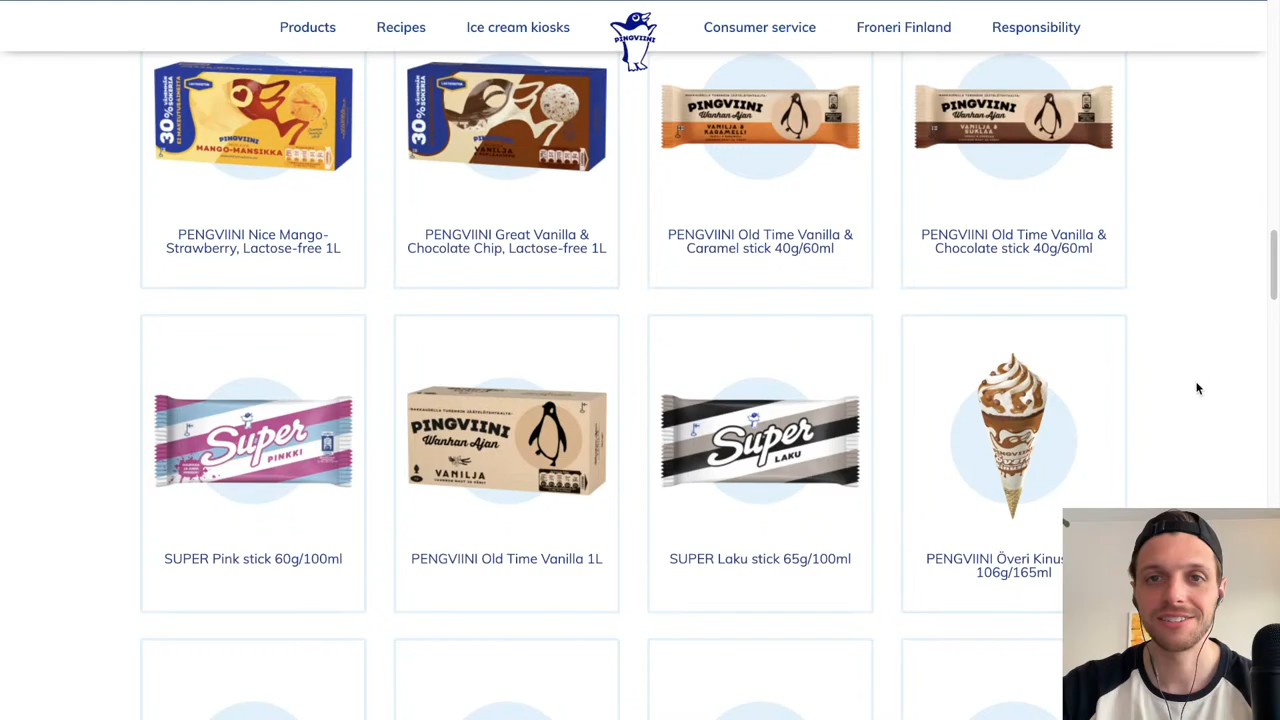 Products
Recipes
Ice cream kiosks
PINGVIINI
Consumer service
Froneri Finland
Responsibility
30% VÄHEMMÄN SOKERIA
PINGVIINI
MANGO-MANSIKKA
30%
PINGVIINI
VANILJA
PINGVIINI
Wanhan Ajan
VANILJA &
KARAMELLI
PINGVIINI
Wanhan Ajan
VANILJA &
SUKLAA
PENGVIINI Nice Mango-
Strawberry, Lactose-free 1L
PENGVIINI Great Vanilla &
Chocolate Chip, Lactose-free 1L
PENGVIINI Old Time Vanilla &
Caramel stick 40g/60ml
PENGVIINI Old Time Vanilla &
Chocolate stick 40g/60ml
Super
PINKKI
PINGVIINI
Wanhan Ajan
VANILJA
Super
LAKU
PINGVIINI
SUPER Pink stick 60g/100ml
PENGVIINI Old Time Vanilla 1L
SUPER Laku stick 65g/100ml
PENGVIINI Överi Kinus
106g/165ml